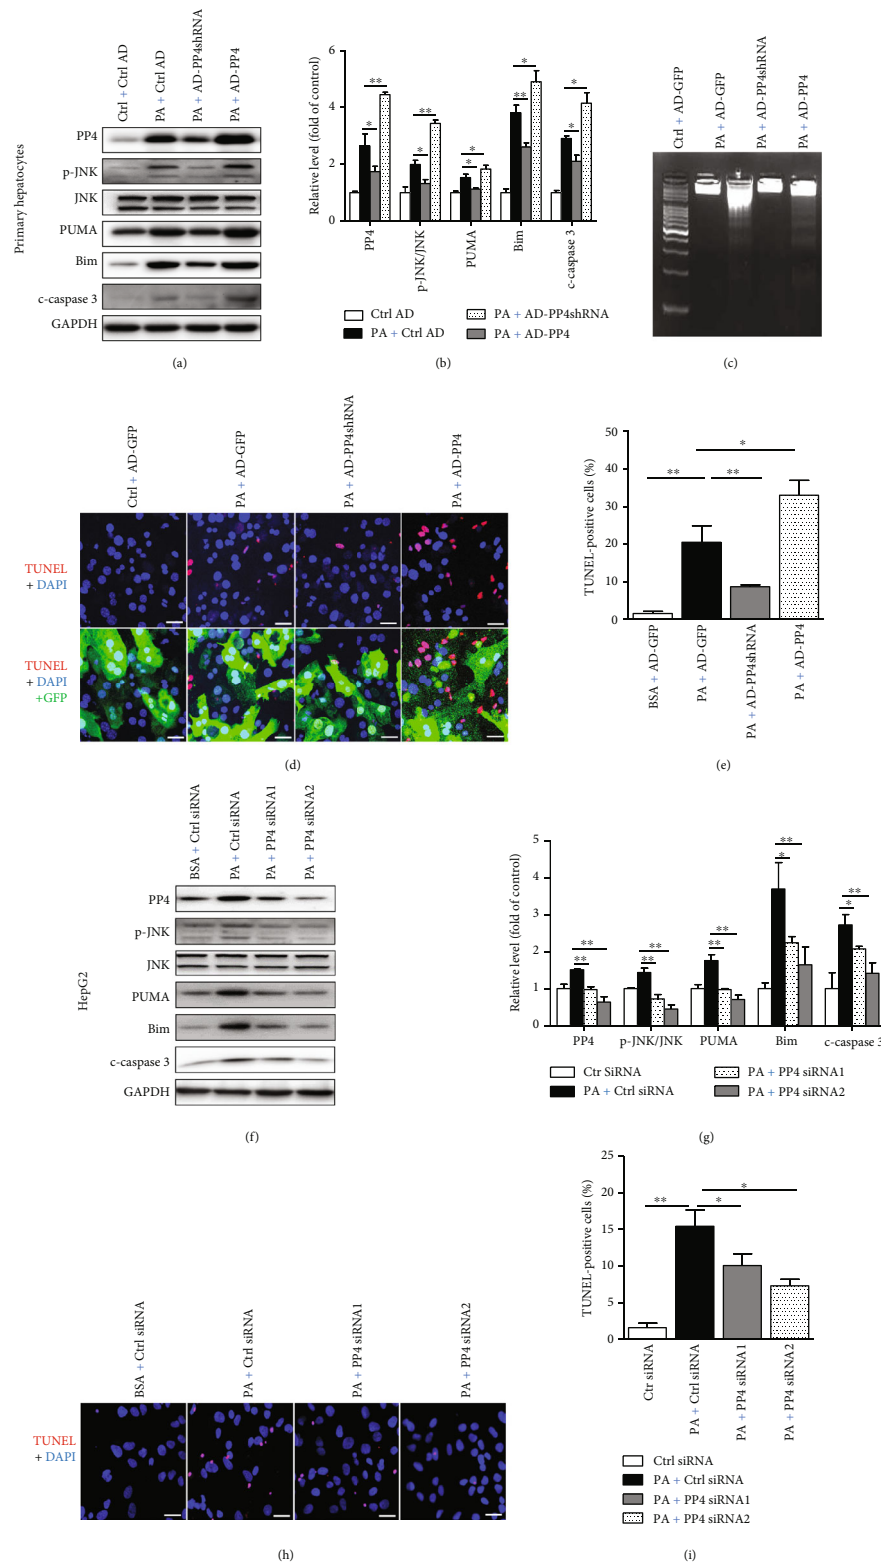 Ctrl + Ctrl AD
PA + Ctrl AD
PA + AD-PP4shRNA
PA + AD-PP4
Primary hepatocytes
PP4
p-JNK
JNK
PUMA
Bim
c-caspase 3
GAPDH
(a)
Relative level (fold of control)
6
4
2
0
** * ** * * * * ** * *
PP4
p-JNK/JNK
PUMA
Bim
c-caspase 3
Ctrl AD
PA + Ctrl AD
PA + AD-PP4shRNA
PA + AD-PP4
(b)
Ctrl + AD-GFP
PA + AD-GFP
PA + AD-PP4shRNA
PA + AD-PP4
(c)
Ctrl + AD-GFP
PA + AD-GFP
PA + AD-PP4shRNA
PA + AD-PP4
TUNEL
+ DAPI
TUNEL
+ DAPI
+GFP
(d)
TUNEL-positive cells (%)
50
40
30
20
10
0
** ** *
BSA + AD-GFP
PA + AD-GFP
PA + AD-PP4shRNA
PA + AD-PP4
(e)
BSA + Ctrl siRNA
PA + Ctrl siRNA
PA + PP4 siRNA1
PA + PP4 siRNA2
HepG2
PP4
p-JNK
JNK
PUMA
Bim
c-caspase 3
GAPDH
(f)
Relative level (fold of control)
5
4
3
2
1
0
** ** ** ** ** ** ** * ** *
PP4 p-JNK/JNK PUMA Bim c-caspase 3
Ctr SiRNA
PA + Ctrl siRNA
PA + PP4 siRNA1
PA + PP4 siRNA2
(g)
BSA + Ctrl siRNA
PA + Ctrl siRNA
PA + PP4 siRNA1
PA + PP4 siRNA2
TUNEL
+ DAPI
(h)
TUNEL-positive cells (%)
25
20
15
10
5
0
** * *
Ctr siRNA
PA + Ctrl siRNA
PA + PP4 siRNA1
PA + PP4 siRNA2
Ctrl siRNA
PA + Ctrl siRNA
PA + PP4 siRNA1
PA + PP4 siRNA2
(i)